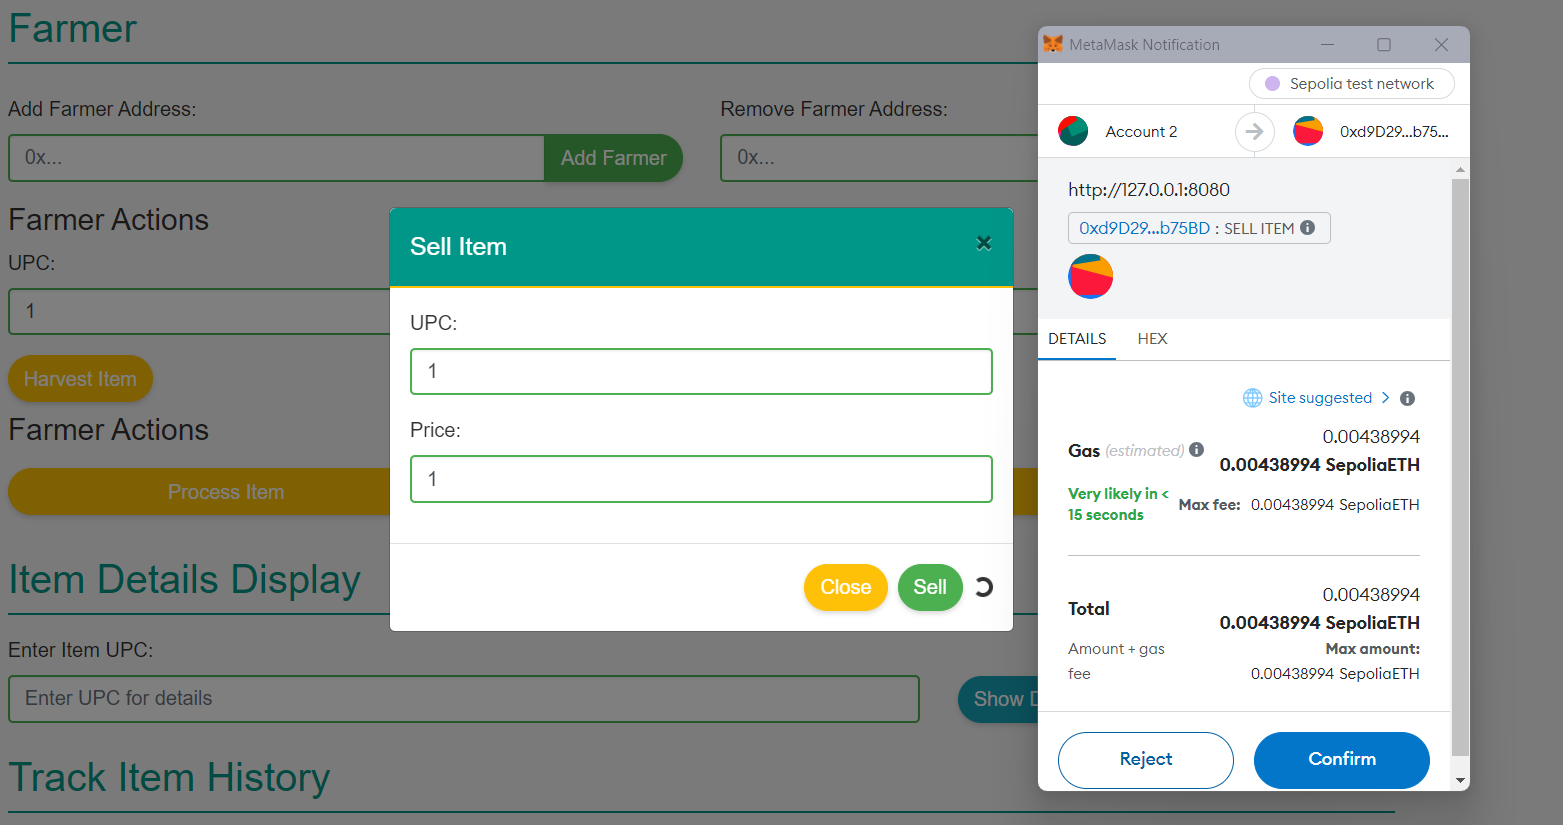 Farmer
Add Farmer Address:
Remove Farmer Address:
0x...
Add Farmer
0x...
Farmer Actions
UPC:
1
Harvest Item
Farmer Actions
Process Item
Item Details Display
Enter Item UPC:
Enter UPC for details
Show D
Track Item History
Sell Item
×
UPC:
1
Price:
1
Close
Sell
MetaMask Notification
Sepolia test network
Account 2
0xd9D29...b75...
http://127.0.0.1:8080
0xd9D29...b75BD : SELL ITEM
DETAILS
HEX
Site suggested >
0.00438994
Gas (estimated)
0.00438994 SepoliaETH
Very likely in <
15 seconds
Max fee: 0.00438994 SepoliaETH
0.00438994
Total
0.00438994 SepoliaETH
Amount + gas
fee
Max amount:
0.00438994 SepoliaETH
Reject
Confirm